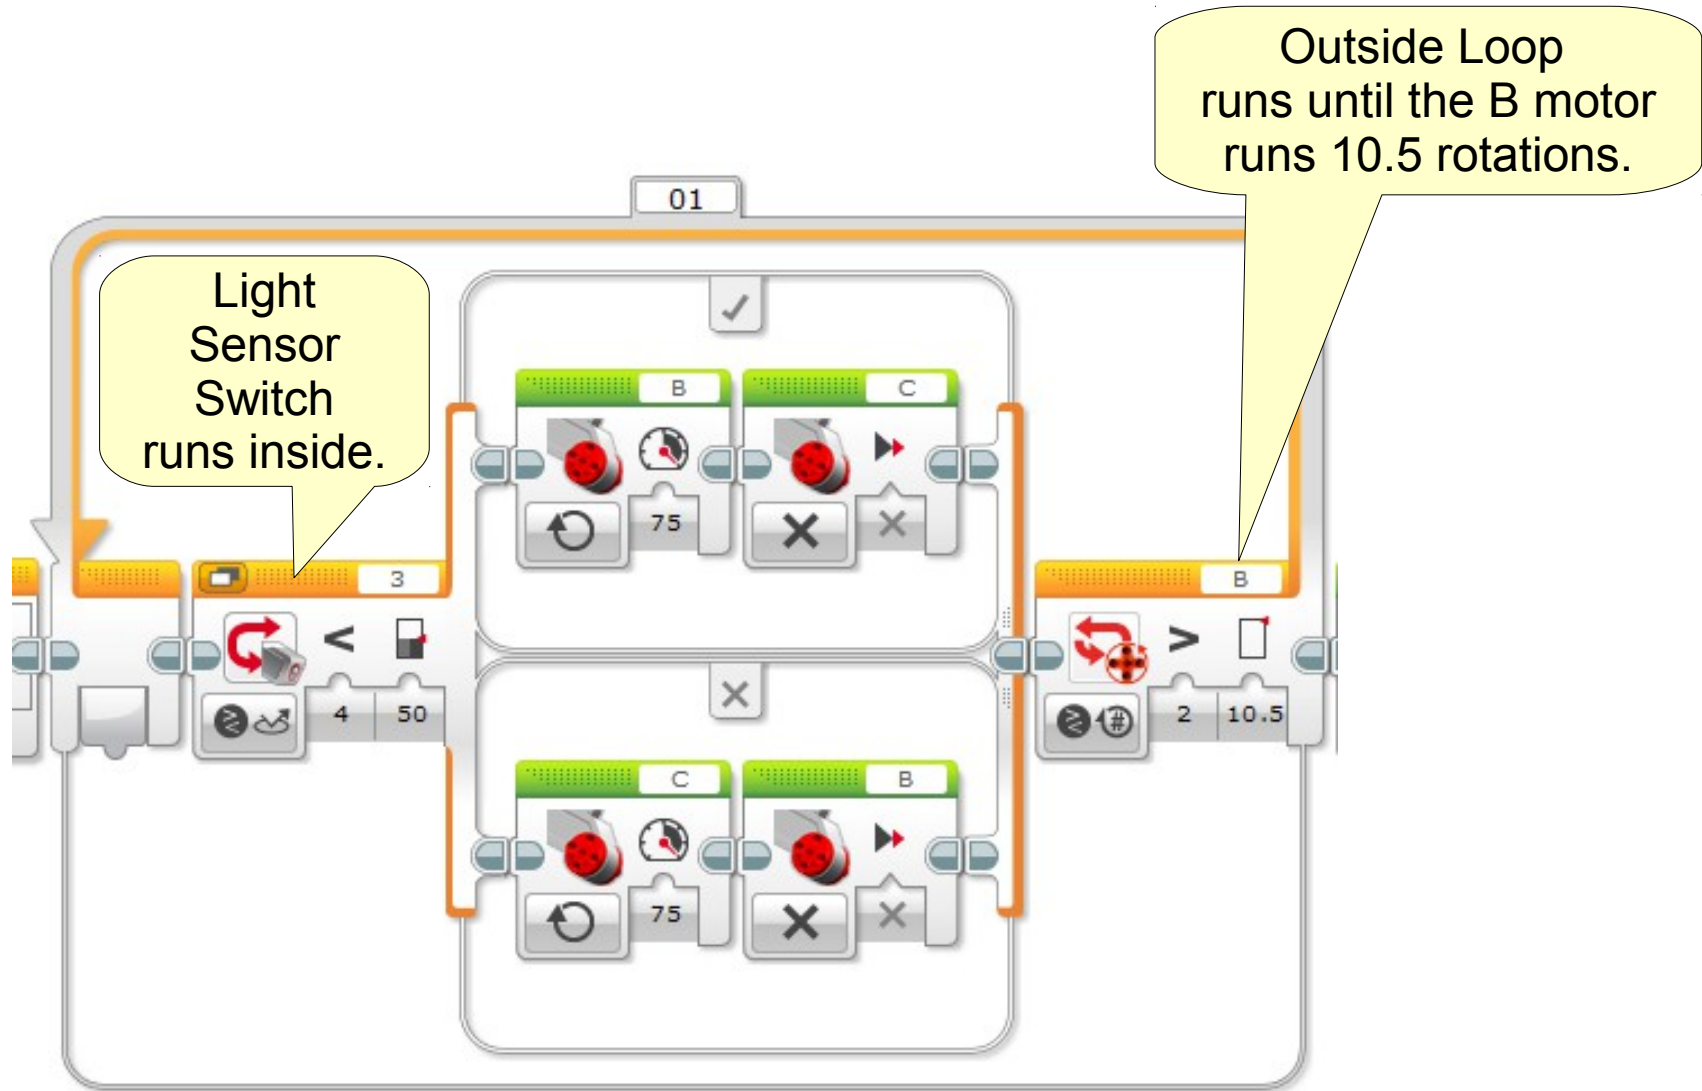 Outside Loop
runs until the B motor
runs 10.5 rotations.
01
Light
Sensor
Switch
runs inside.
B
C
75
3
<
4
50
C
B
75
B
>
#
2
10.5